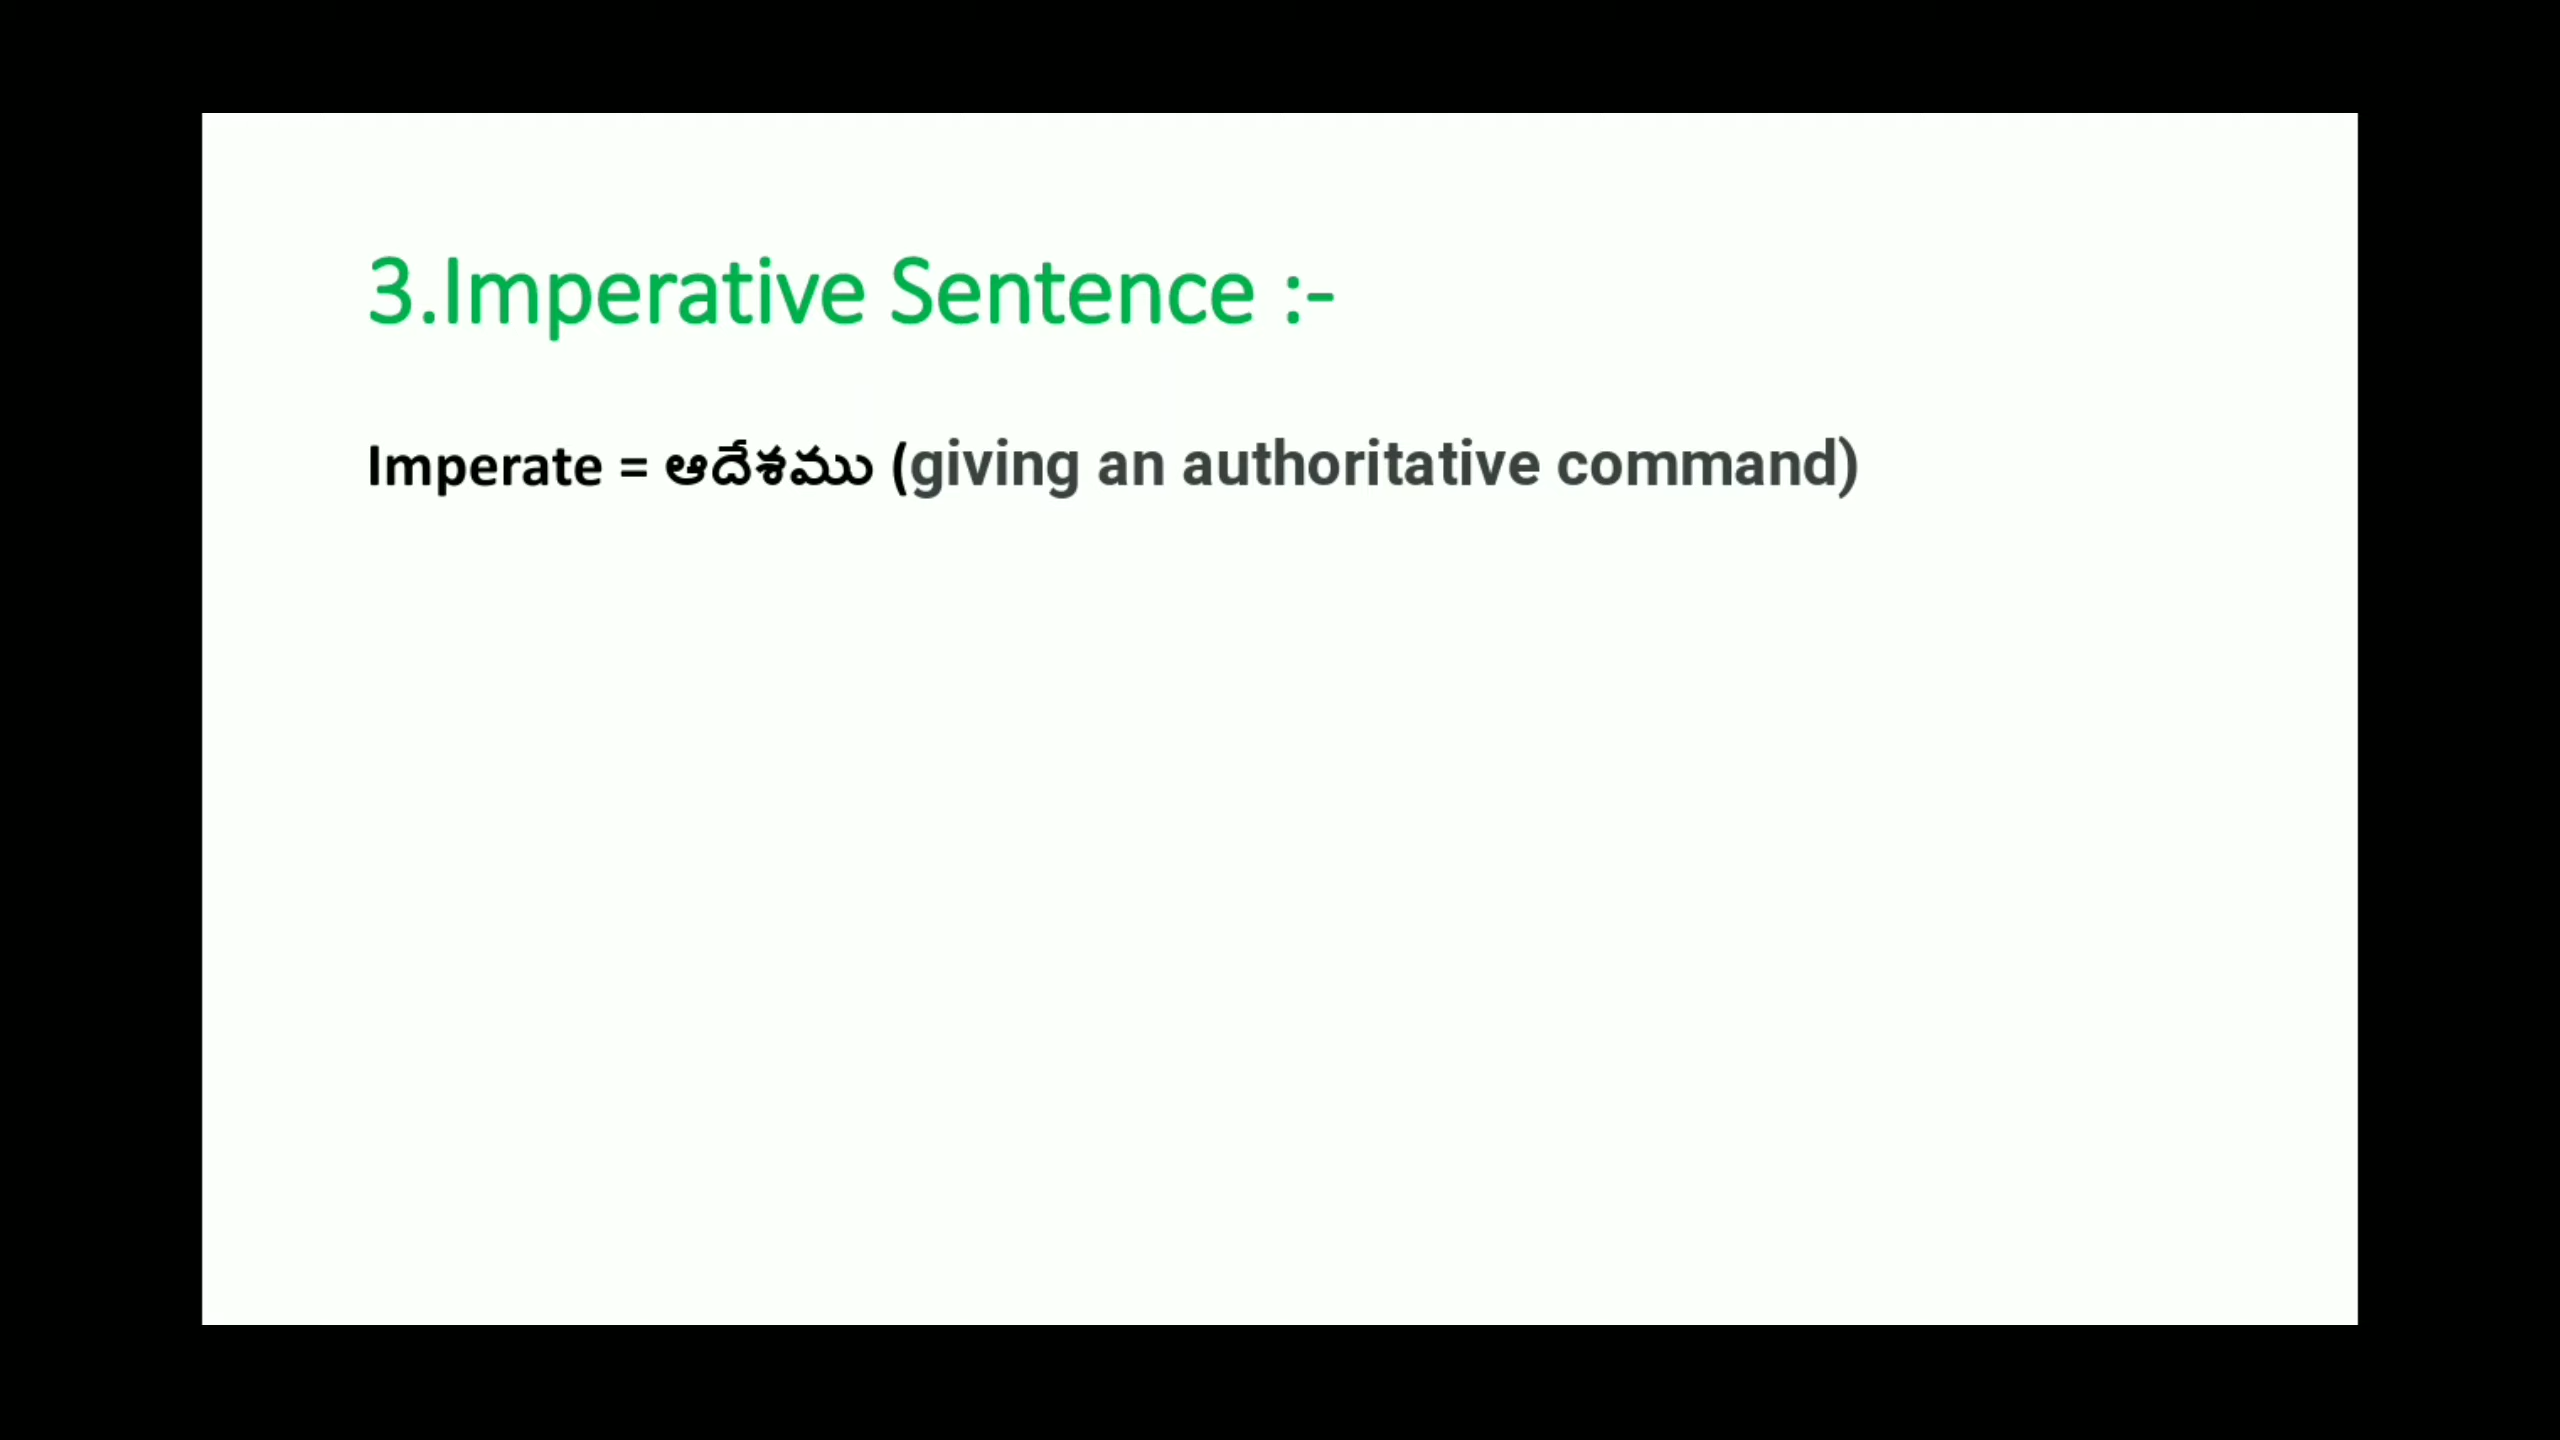 3.Imperative Sentence :-
Imperate = ఆదేశము (giving an authoritative command)